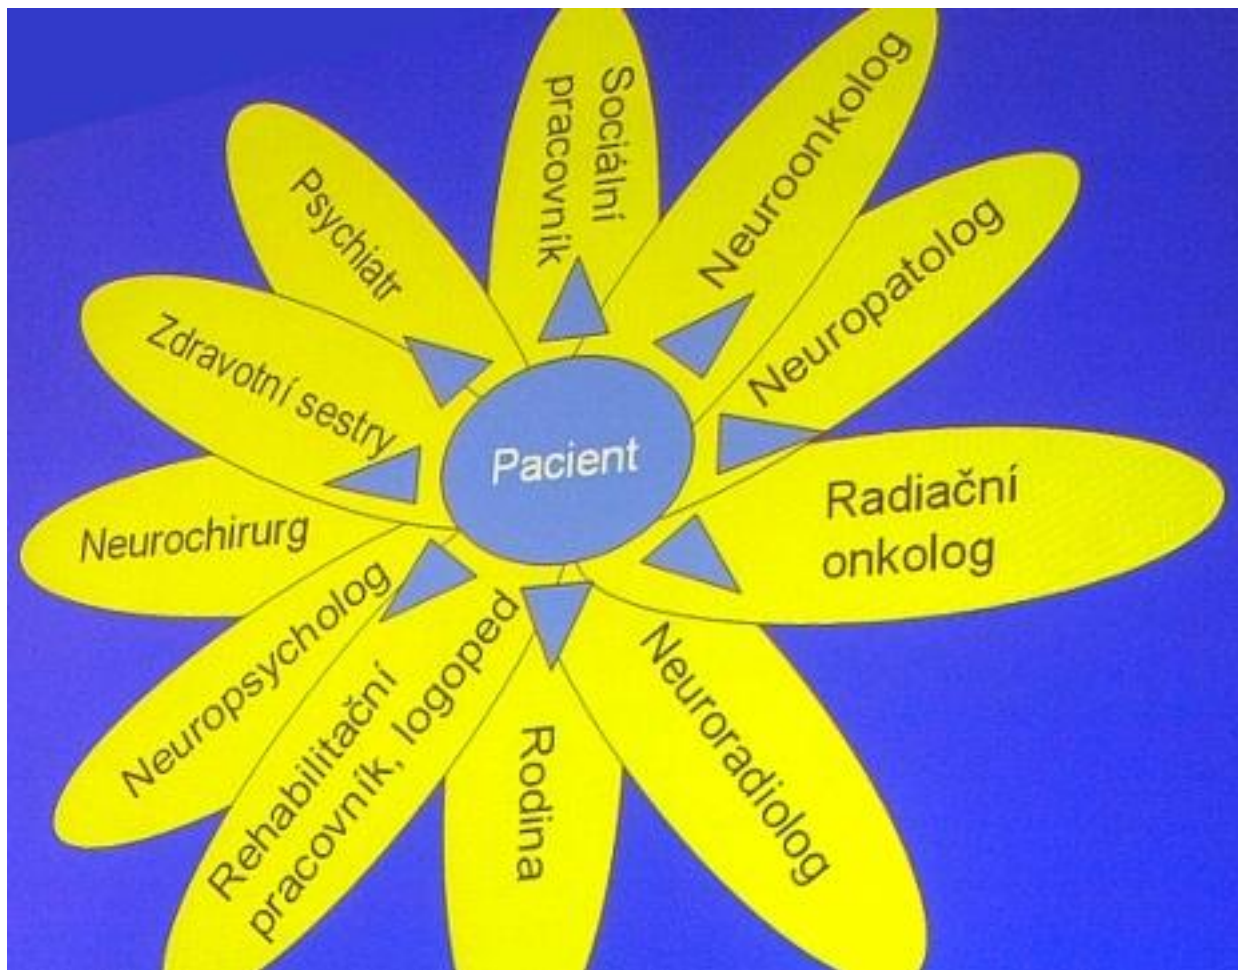 Sociální
pracovník
Neuroonkolog
Neuropatolog
Radiační
onkolog
Neuroradiolog
Rodina
Rehabilitační
pracovník, logoped
Neuropsycholog
Neurochirurg
Zdravotní sestry
Psychiatr
Pacient